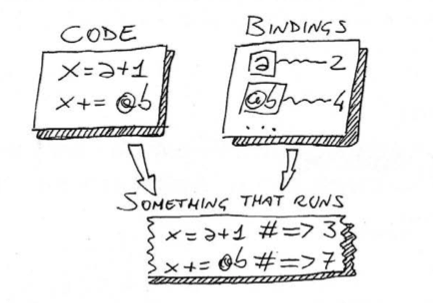 CODE
x = a+1
x += @b
BINDINGS
a 2
@b 4
...
SOMETHING THAT RUNS
x = a+1 #=> 3
x += @b #=> 7